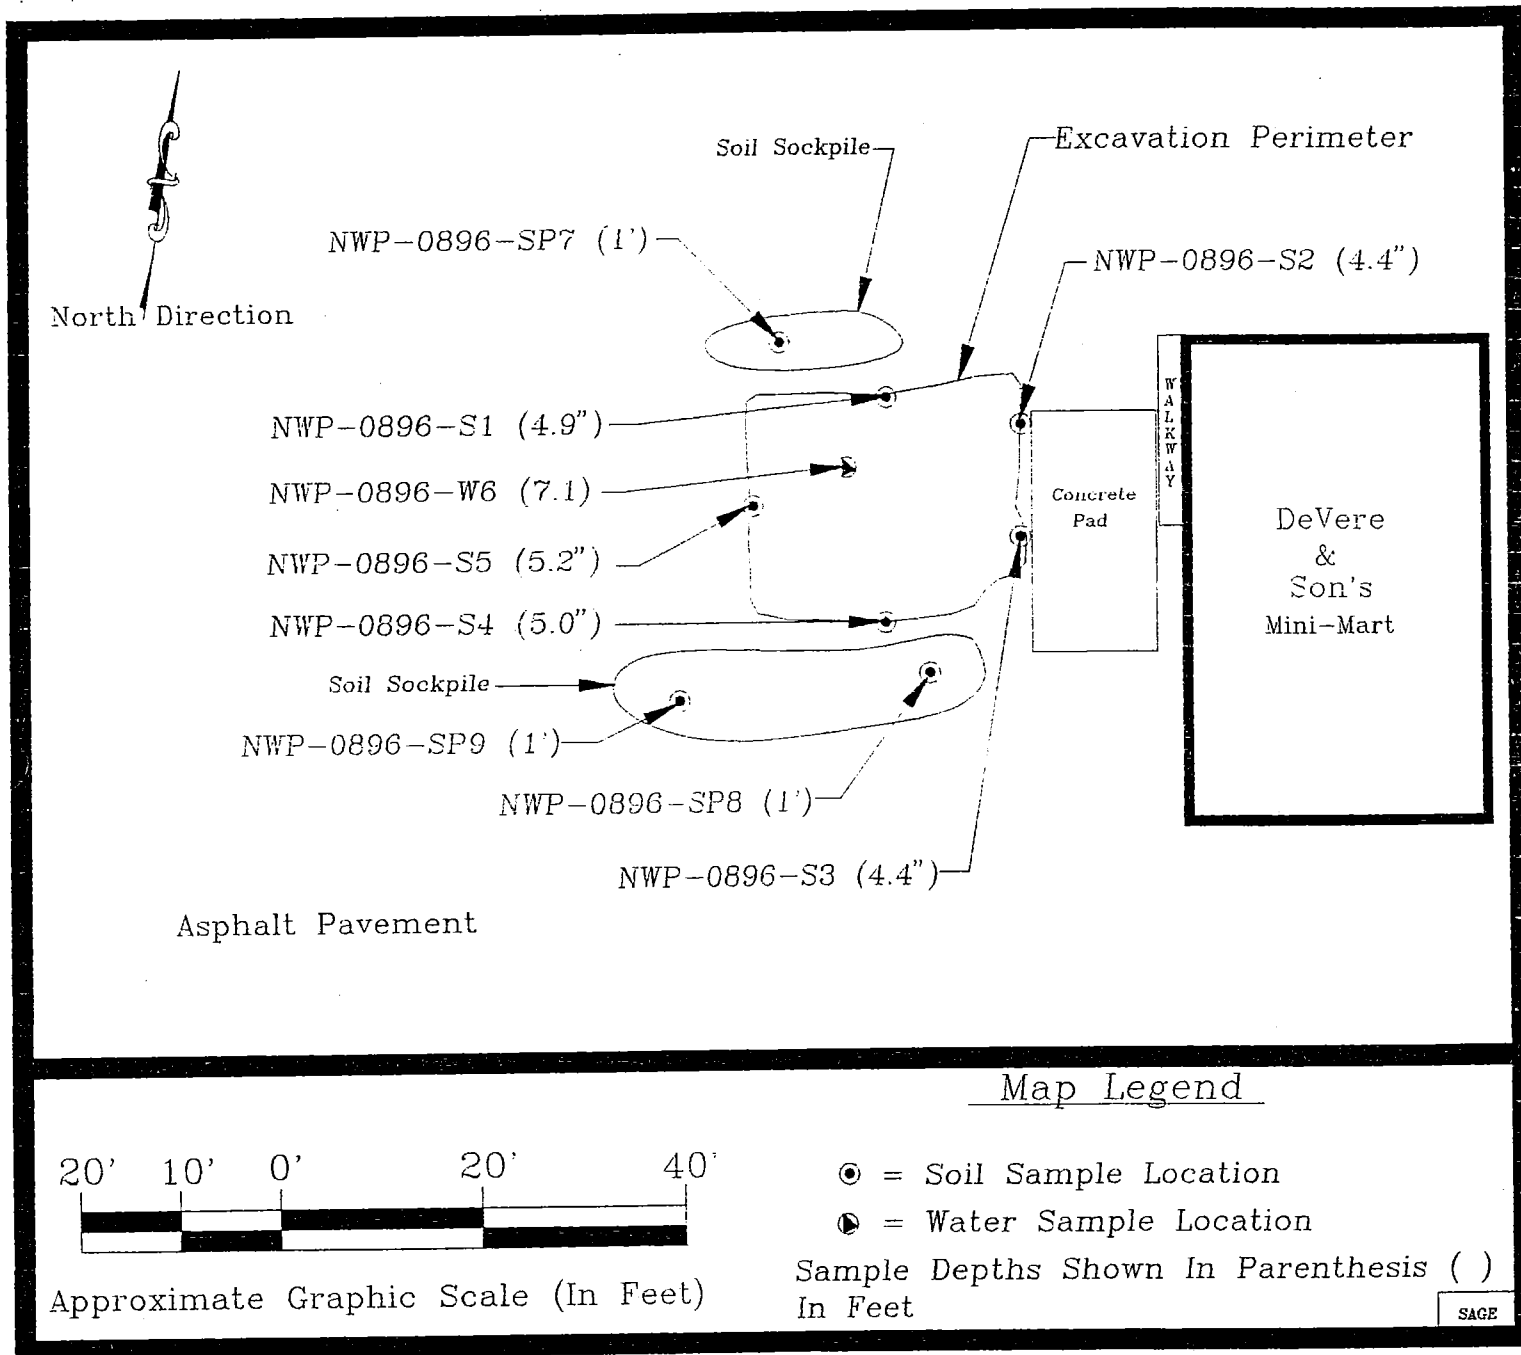 Soil Sockpile
Excavation Perimeter
NWP-0896-SP7 (1')
NWP-0896-S2 (4.4")
North Direction
NWP-0896-S1 (4.9")
WALKWAY
NWP-0896-W6 (7.1)
Concrete
Pad
DeVere
&
Son's
Mini-Mart
NWP-0896-S5 (5.2")
NWP-0896-S4 (5.0")
Soil Sockpile
NWP-0896-SP9 (1')
NWP-0896-SP8 (1')
NWP-0896-S3 (4.4")
Asphalt Pavement
Map Legend
20' 10' 0' 20' 40'
= Soil Sample Location
= Water Sample Location
Approximate Graphic Scale (In Feet)
Sample Depths Shown In Parenthesis ( )
In Feet
SAGE